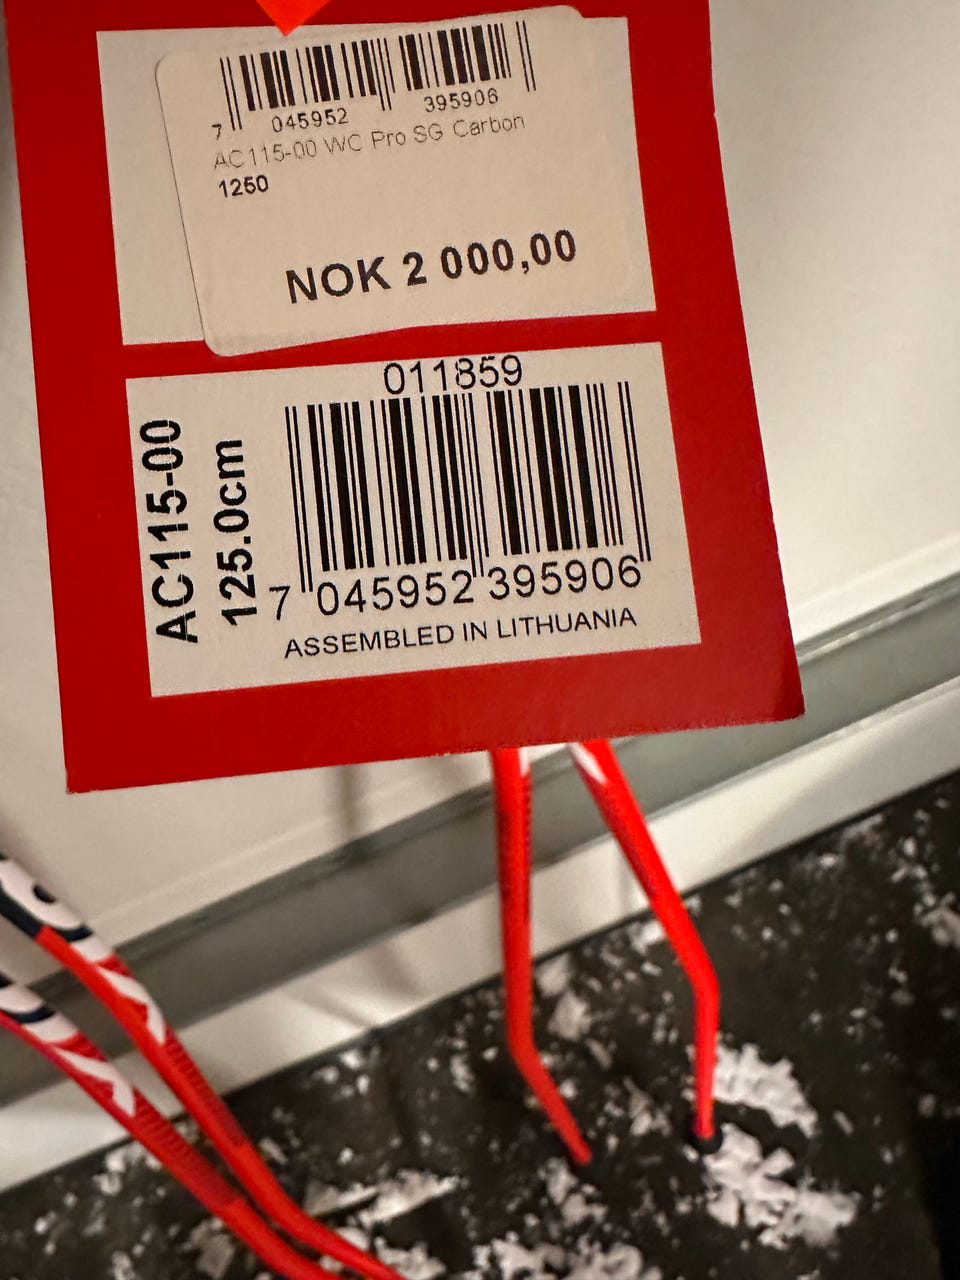 7 045952 395906
AC115-00 WC Pro SG Carbon
1250
NOK 2 000,00
011859
AC115-00
125.0cm
7 045952 395906
ASSEMBLED IN LITHUANIA